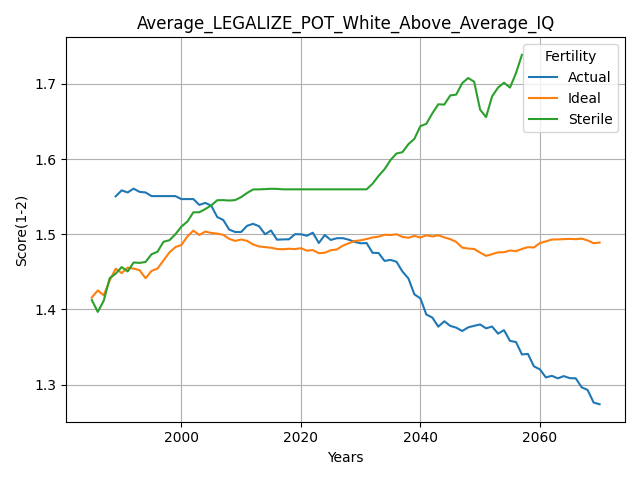 Average_LEGALIZE_POT_White_Above_Average_IQ
Fertility
Actual
Ideal
Sterile
Score(1-2)
1.7
1.6
1.5
1.4
1.3
2000 2020 2040 2060
Years